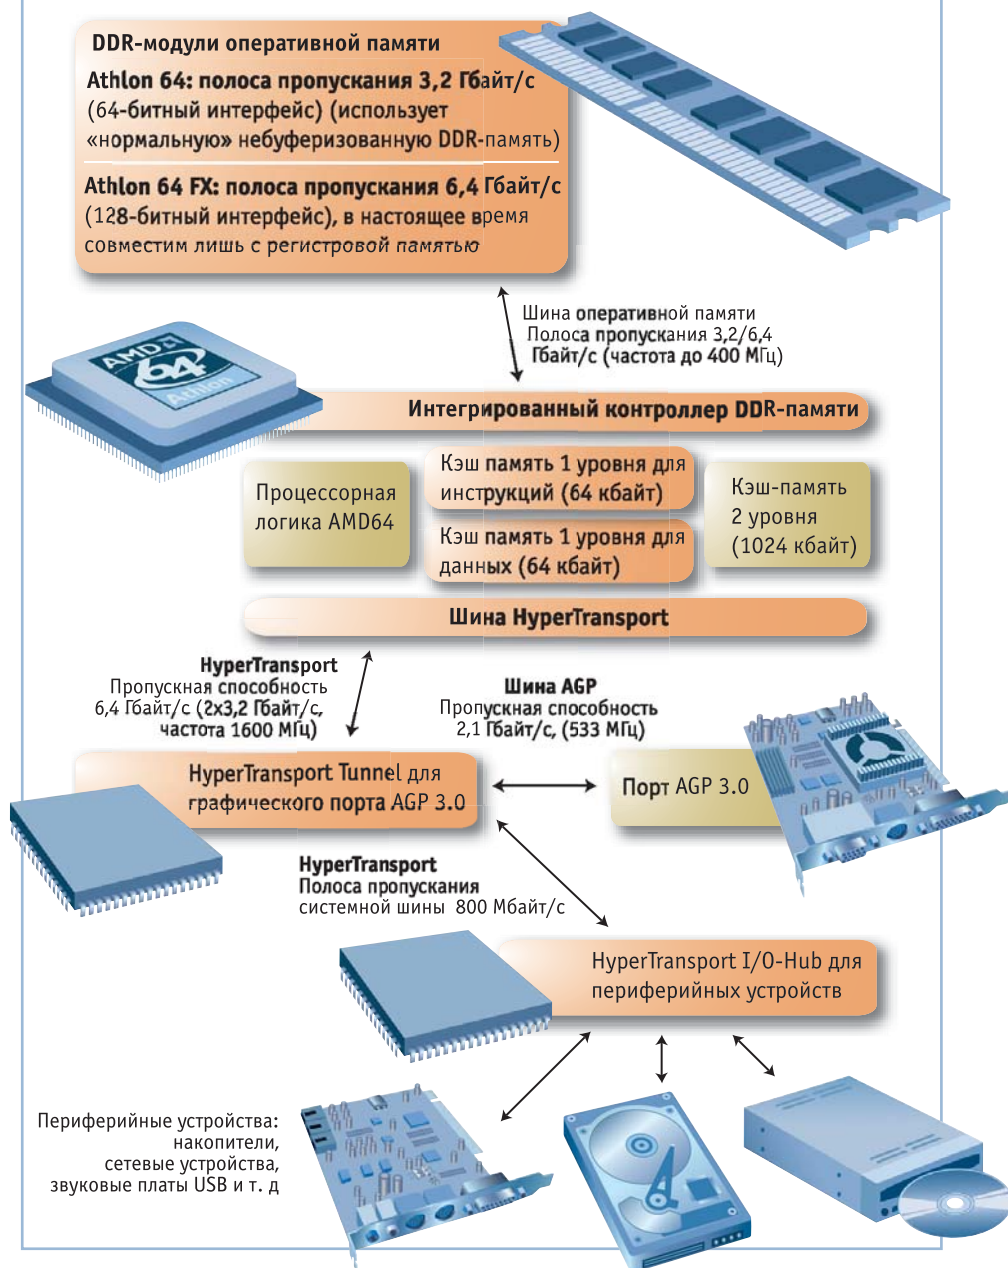 DDR-модули оперативной памяти
Athlon 64: полоса пропускания 3,2 Гбайт/с
(64-битный интерфейс) (использует
«нормальную» небуферизованную DDR-память)
Athlon 64 FX: полоса пропускания 6,4 Гбайт/с
(128-битный интерфейс), в настоящее время
совместим лишь с регистровой памятью
Шина оперативной памяти
Полоса пропускания 3,2/6,4
Гбайт/с (частота до 400 МГц)
AMD
64
Athlon
Интегрированный контроллер DDR-памяти
Процессорная
логика AMD64
Кэш память 1 уровня для
инструкций (64 кбайт)
Кэш память 1 уровня для
данных (64 кбайт)
Кэш-память
2 уровня
(1024 кбайт)
Шина HyperTransport
HyperTransport
Пропускная способность
6,4 Гбайт/с (2х3,2 Гбайт/с,
частота 1600 МГц)
Шина AGP
Пропускная способность
2,1 Гбайт/с, (533 МГц)
HyperTransport Tunnel для
графического порта AGP 3.0
Порт AGP 3.0
HyperTransport
Полоса пропускания
системной шины 800 Мбайт/с
HyperTransport I/O-Hub для
периферийных устройств
Периферийные устройства:
накопители,
сетевые устройства,
звуковые платы USB и т. д